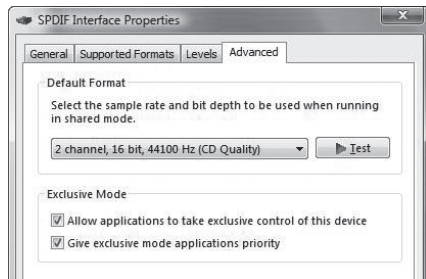 SPDIF Interface Properties
General Supported Formats Levels Advanced
Default Format
Select the sample rate and bit depth to be used when running
in shared mode.
2 channel, 16 bit, 44100 Hz (CD Quality) Test
Exclusive Mode
Allow applications to take exclusive control of this device
Give exclusive mode applications priority